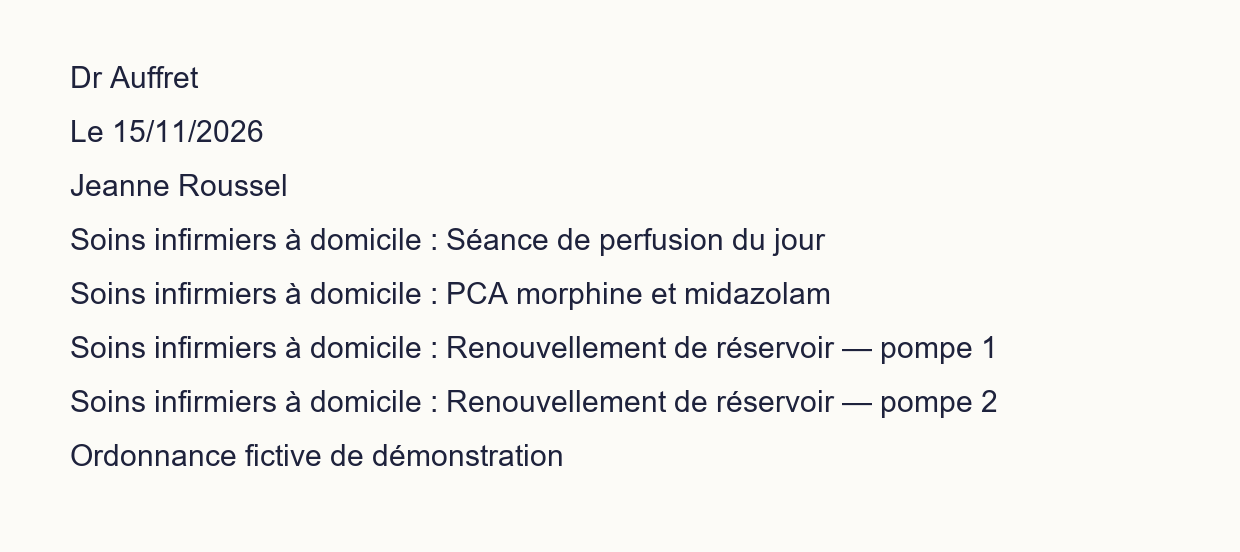 Dr Auffret
Le 15/11/2026
Jeanne Roussel
Soins infirmiers à domicile : Séance de perfusion du jour
Soins infirmiers à domicile : PCA morphine et midazolam
Soins infirmiers à domicile : Renouvellement de réservoir — pompe 1
Soins infirmiers à domicile : Renouvellement de réservoir — pompe 2
Ordonnance fictive de démonstration